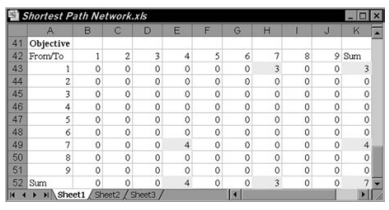 Shortest Path Network.xls
A B C D E F G H I J K
41 Objective
42 From/To 1 2 3 4 5 6 7 8 9 Sum
43 1 0 0 0 0 0 0 3 0 0 3
44 2 0 0 0 0 0 0 0 0 0 0
45 3 0 0 0 0 0 0 0 0 0 0
46 4 0 0 0 0 0 0 0 0 0 0
47 5 0 0 0 0 0 0 0 0 0 0
48 6 0 0 0 0 0 0 0 0 0 0
49 7 0 0 0 4 0 0 0 0 0 4
50 8 0 0 0 0 0 0 0 0 0 0
51 9 0 0 0 0 0 0 0 0 0 0
52 Sum 0 0 0 4 0 0 3 0 0 7
Sheet1 Sheet2 Sheet3